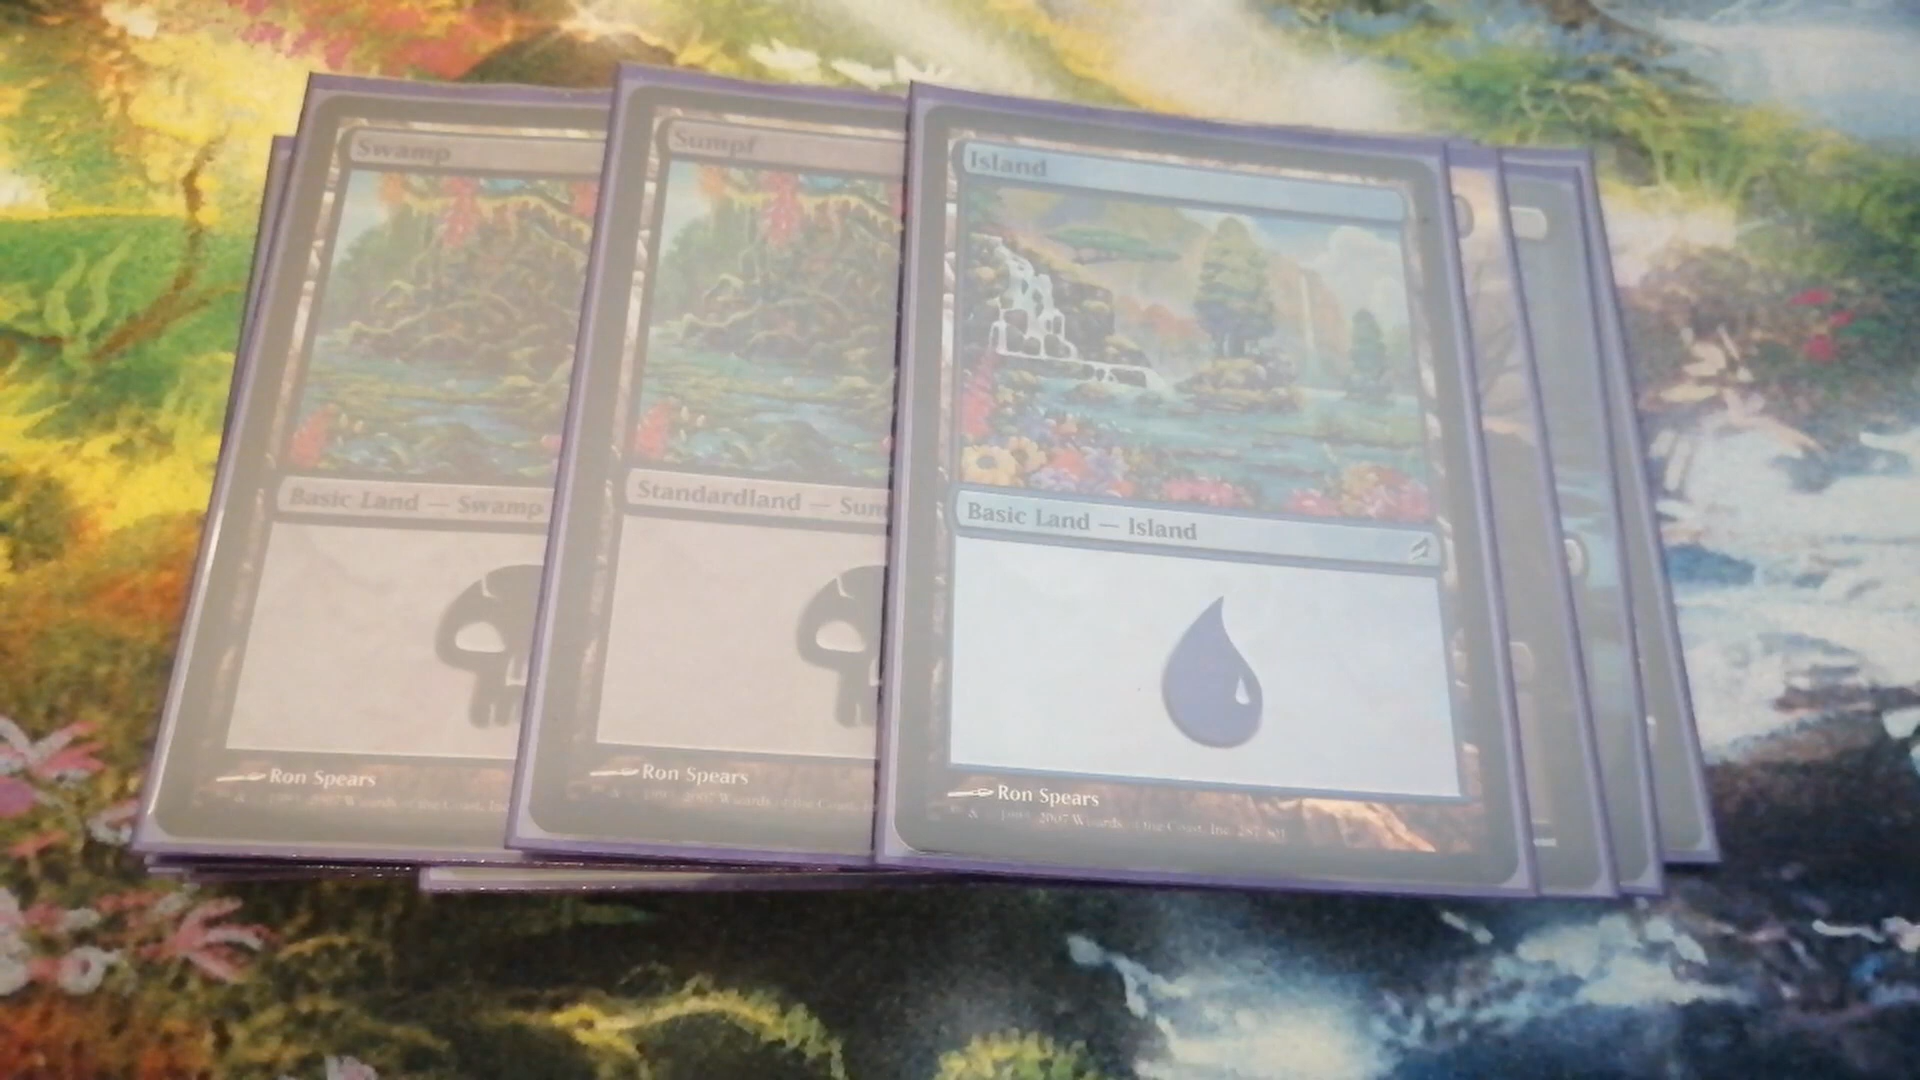 Swamp
Basic Land — Swamp
Ron Spears
Sumpf
Standardland — Sum
Ron Spears
Island
Basic Land — Island
Ron Spears
2007 Wizards of the Coast, Inc. 287/301